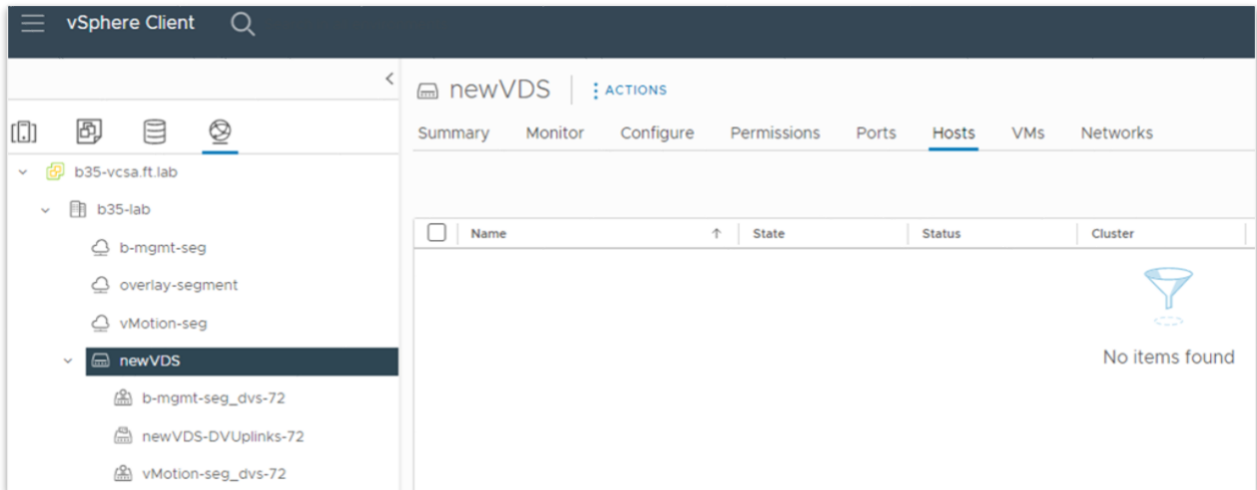 vSphere Client
newVDS
ACTIONS
Summary Monitor Configure Permissions Ports Hosts VMs Networks
b35-vcsa.ft.lab
b35-lab
b-mgmt-seg
overlay-segment
vMotion-seg
newVDS
b-mgmt-seg_dvs-72
newVDS-DVUplinks-72
vMotion-seg_dvs-72
Name State Status Cluster
No items found